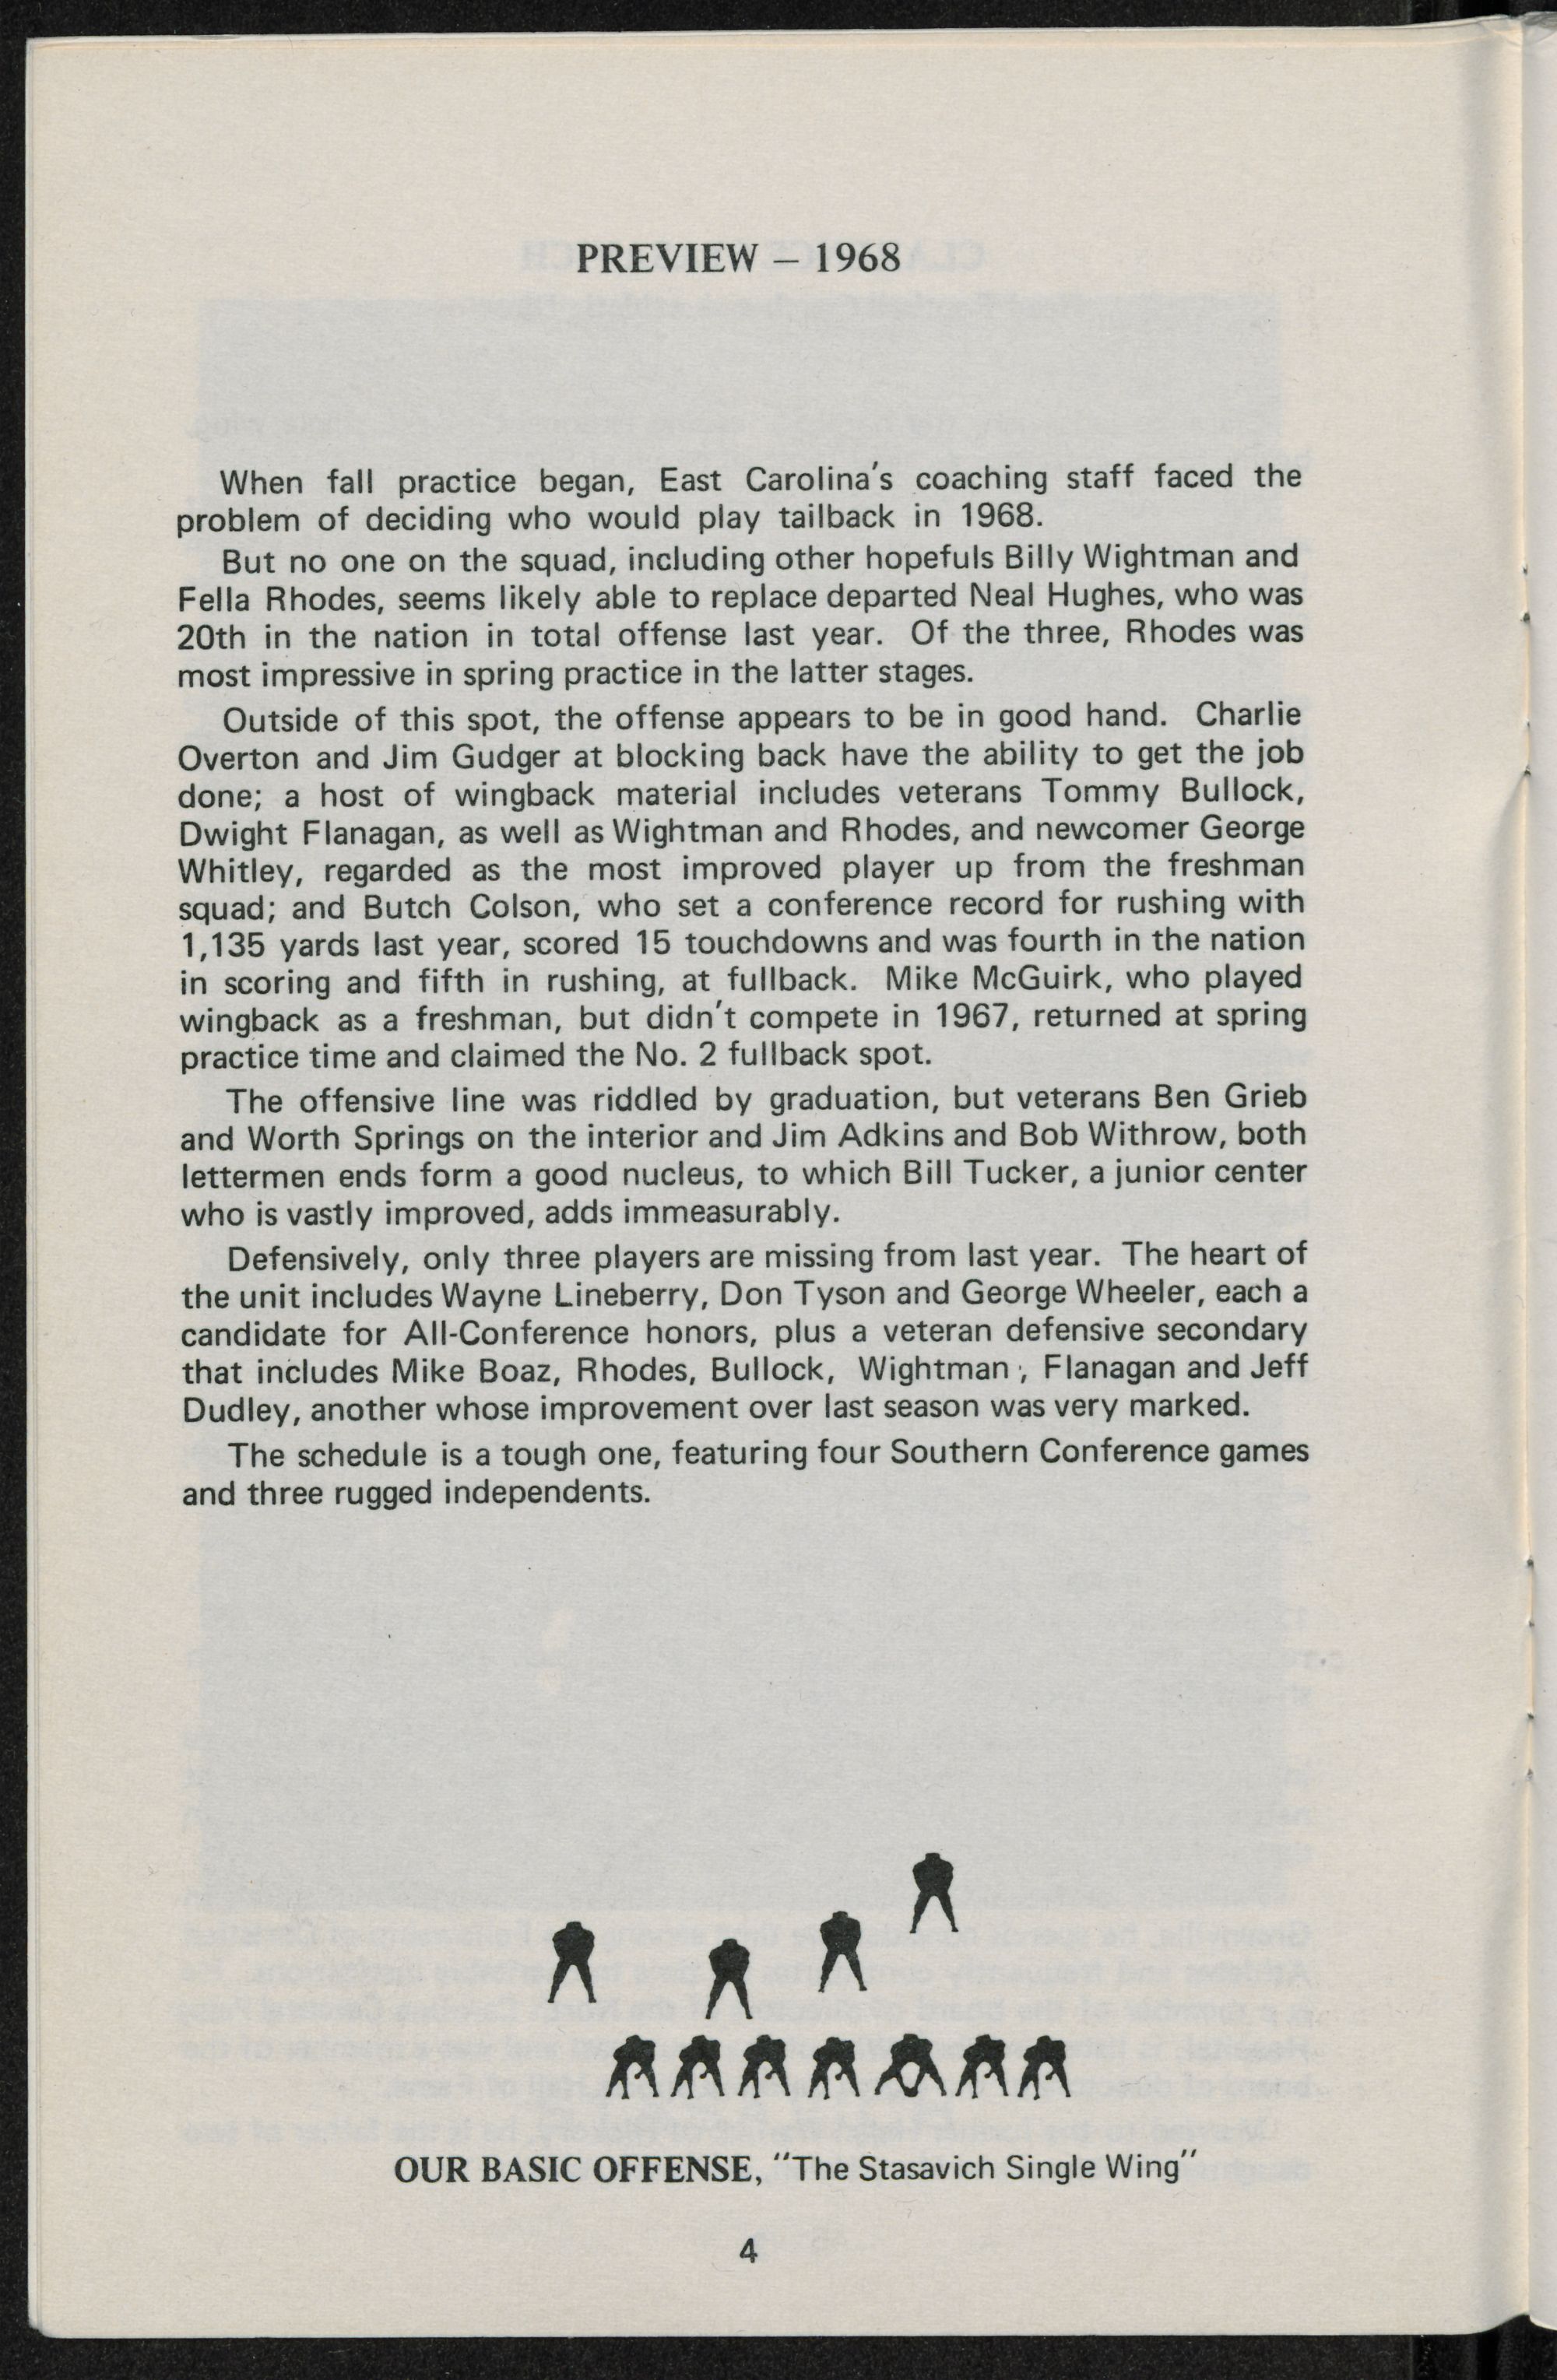 PREVIEW – 1968
When fall practice began, East Carolina's coaching staff faced the
problem of deciding who would play tailback in 1968.
But no one on the squad, including other hopefuls Billy Wightman and
Fella Rhodes, seems likely able to replace departed Neal Hughes, who was
20th in the nation in total offense last year. Of the three, Rhodes was
most impressive in spring practice in the latter stages.
Outside of this spot, the offense appears to be in good hand. Charlie
Overton and Jim Gudger at blocking back have the ability to get the job
done; a host of wingback material includes veterans Tommy Bullock,
Dwight Flanagan, as well as Wightman and Rhodes, and newcomer George
Whitley, regarded as the most improved player up from the freshman
squad; and Butch Colson, who set a conference record for rushing with
1,135 yards last year, scored 15 touchdowns and was fourth in the nation
in scoring and fifth in rushing, at fullback. Mike McGuirk, who played
wingback as a freshman, but didn't compete in 1967, returned at spring
practice time and claimed the No. 2 fullback spot.
The offensive line was riddled by graduation, but veterans Ben Grieb
and Worth Springs on the interior and Jim Adkins and Bob Withrow, both
lettermen ends form a good nucleus, to which Bill Tucker, a junior center
who is vastly improved, adds immeasurably.
Defensively, only three players are missing from last year. The heart of
the unit includes Wayne Lineberry, Don Tyson and George Wheeler, each a
candidate for All-Conference honors, plus a veteran defensive secondary
that includes Mike Boaz, Rhodes, Bullock, Wightman , Flanagan and Jeff
Dudley, another whose improvement over last season was very marked.
The schedule is a tough one, featuring four Southern Conference games
and three rugged independents.
OUR BASIC OFFENSE, "The Stasavich Single Wing"
4